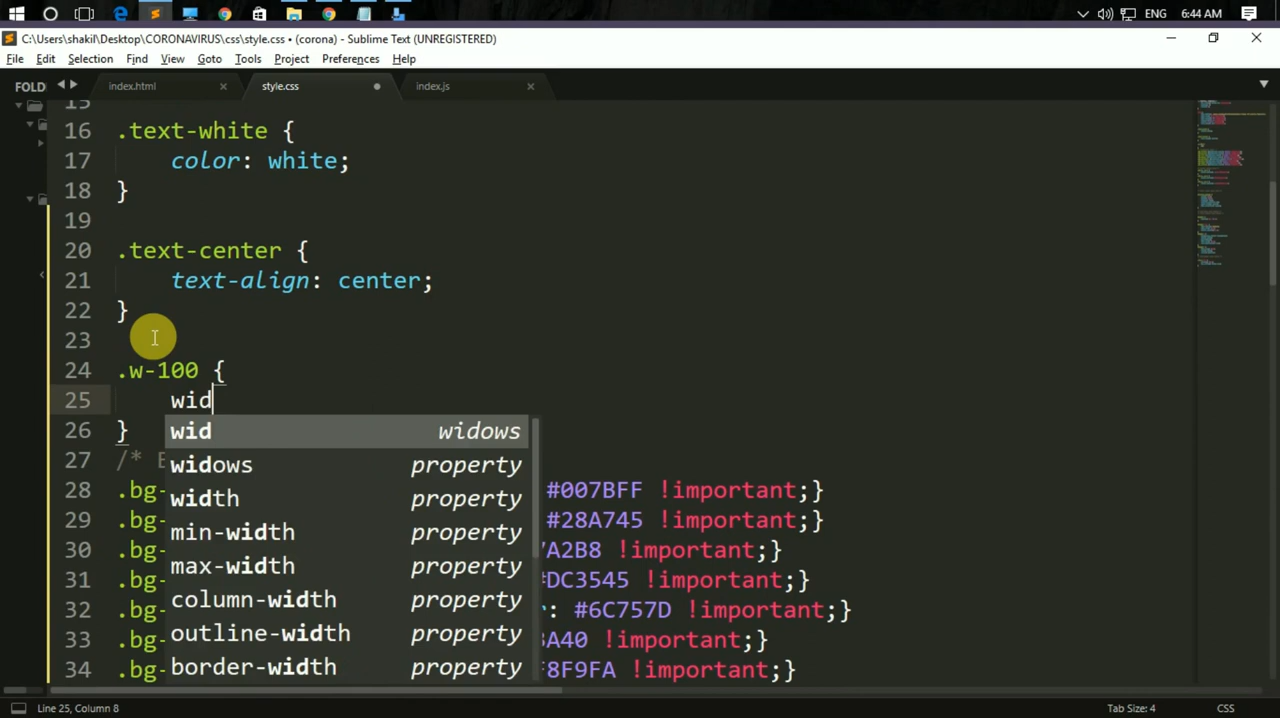 ENG 6:44 AM
C:\Users\shakil\Desktop\CORONAVIRUS\css\style.css • (corona) - Sublime Text (UNREGISTERED)
File Edit Selection Find View Goto Tools Project Preferences Help
FOLD index.html style.css index.js
15
16 .text-white {
17 color: white;
18 }
19
20 .text-center {
21 text-align: center;
22 }
23
24 .w-100 {
25 wid
26 }
wid widows
27 /* E
widows property
28 .bg- #007BFF !important;}
width property
29 .bg- #28A745 !important;}
min-width property
30 .bg- 7A2B8 !important;}
max-width property
31 .bg- #DC3545 !important;}
column-width property
32 .bg- r: #6C757D !important;}
outline-width property
33 .bg- 3A40 !important;}
border-width property
34 .bg- F8F9FA !important;}
Line 25, Column 8 Tab Size: 4 CSS